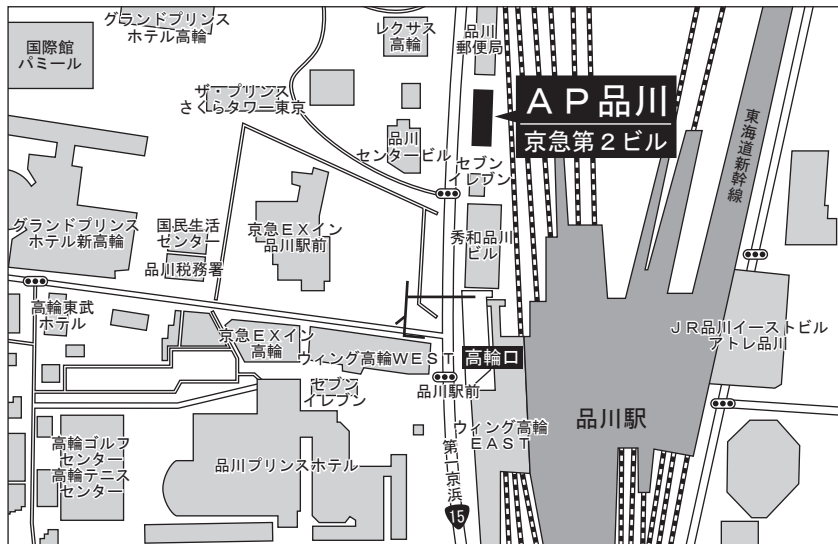 グランドプリンス
ホテル高輪
国際館
パミール
レクサス
高輪
品川
郵便局
ＡＰ品川
京急第２ビル
ザ・プリンス
さくらタワー東京
品川
センタービル
セブン
イレブン
東海道新幹線
グランドプリンス
ホテル新高輪
国民生活
センター
品川税務署
京急ＥＸイン
品川駅前
秀和品川
ビル
高輪東武
ホテル
京急ＥＸイン
高輪
ウィング高輪WEST
高輪口
ＪＲ品川イーストビル
アトレ品川
セブン
イレブン
品川駅前
ウィング高輪
ＥＡＳＴ
品川駅
高輪ゴルフ
センター
高輪テニス
センター
品川プリンスホテル
第一京浜
15